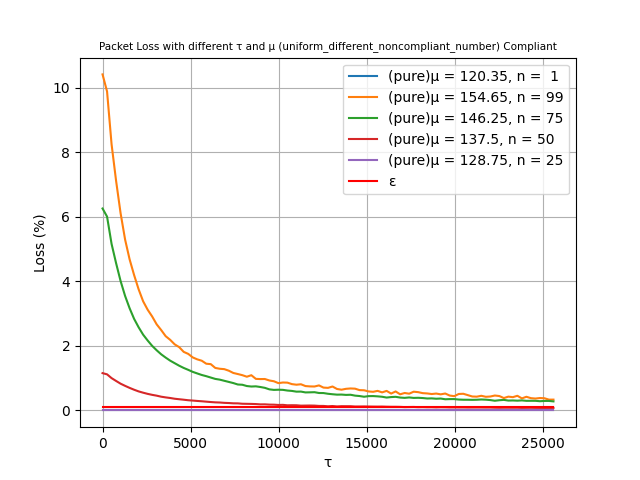 Packet Loss with different τ and μ (uniform_different_noncompliant_number) Compliant
(pure)μ = 120.35, n =  1
(pure)μ = 154.65, n = 99
(pure)μ = 146.25, n = 75
(pure)μ = 137.5, n = 50
(pure)μ = 128.75, n = 25
ε
Loss (%)
10
8
6
4
2
0
0 5000 10000 15000 20000 25000
τ